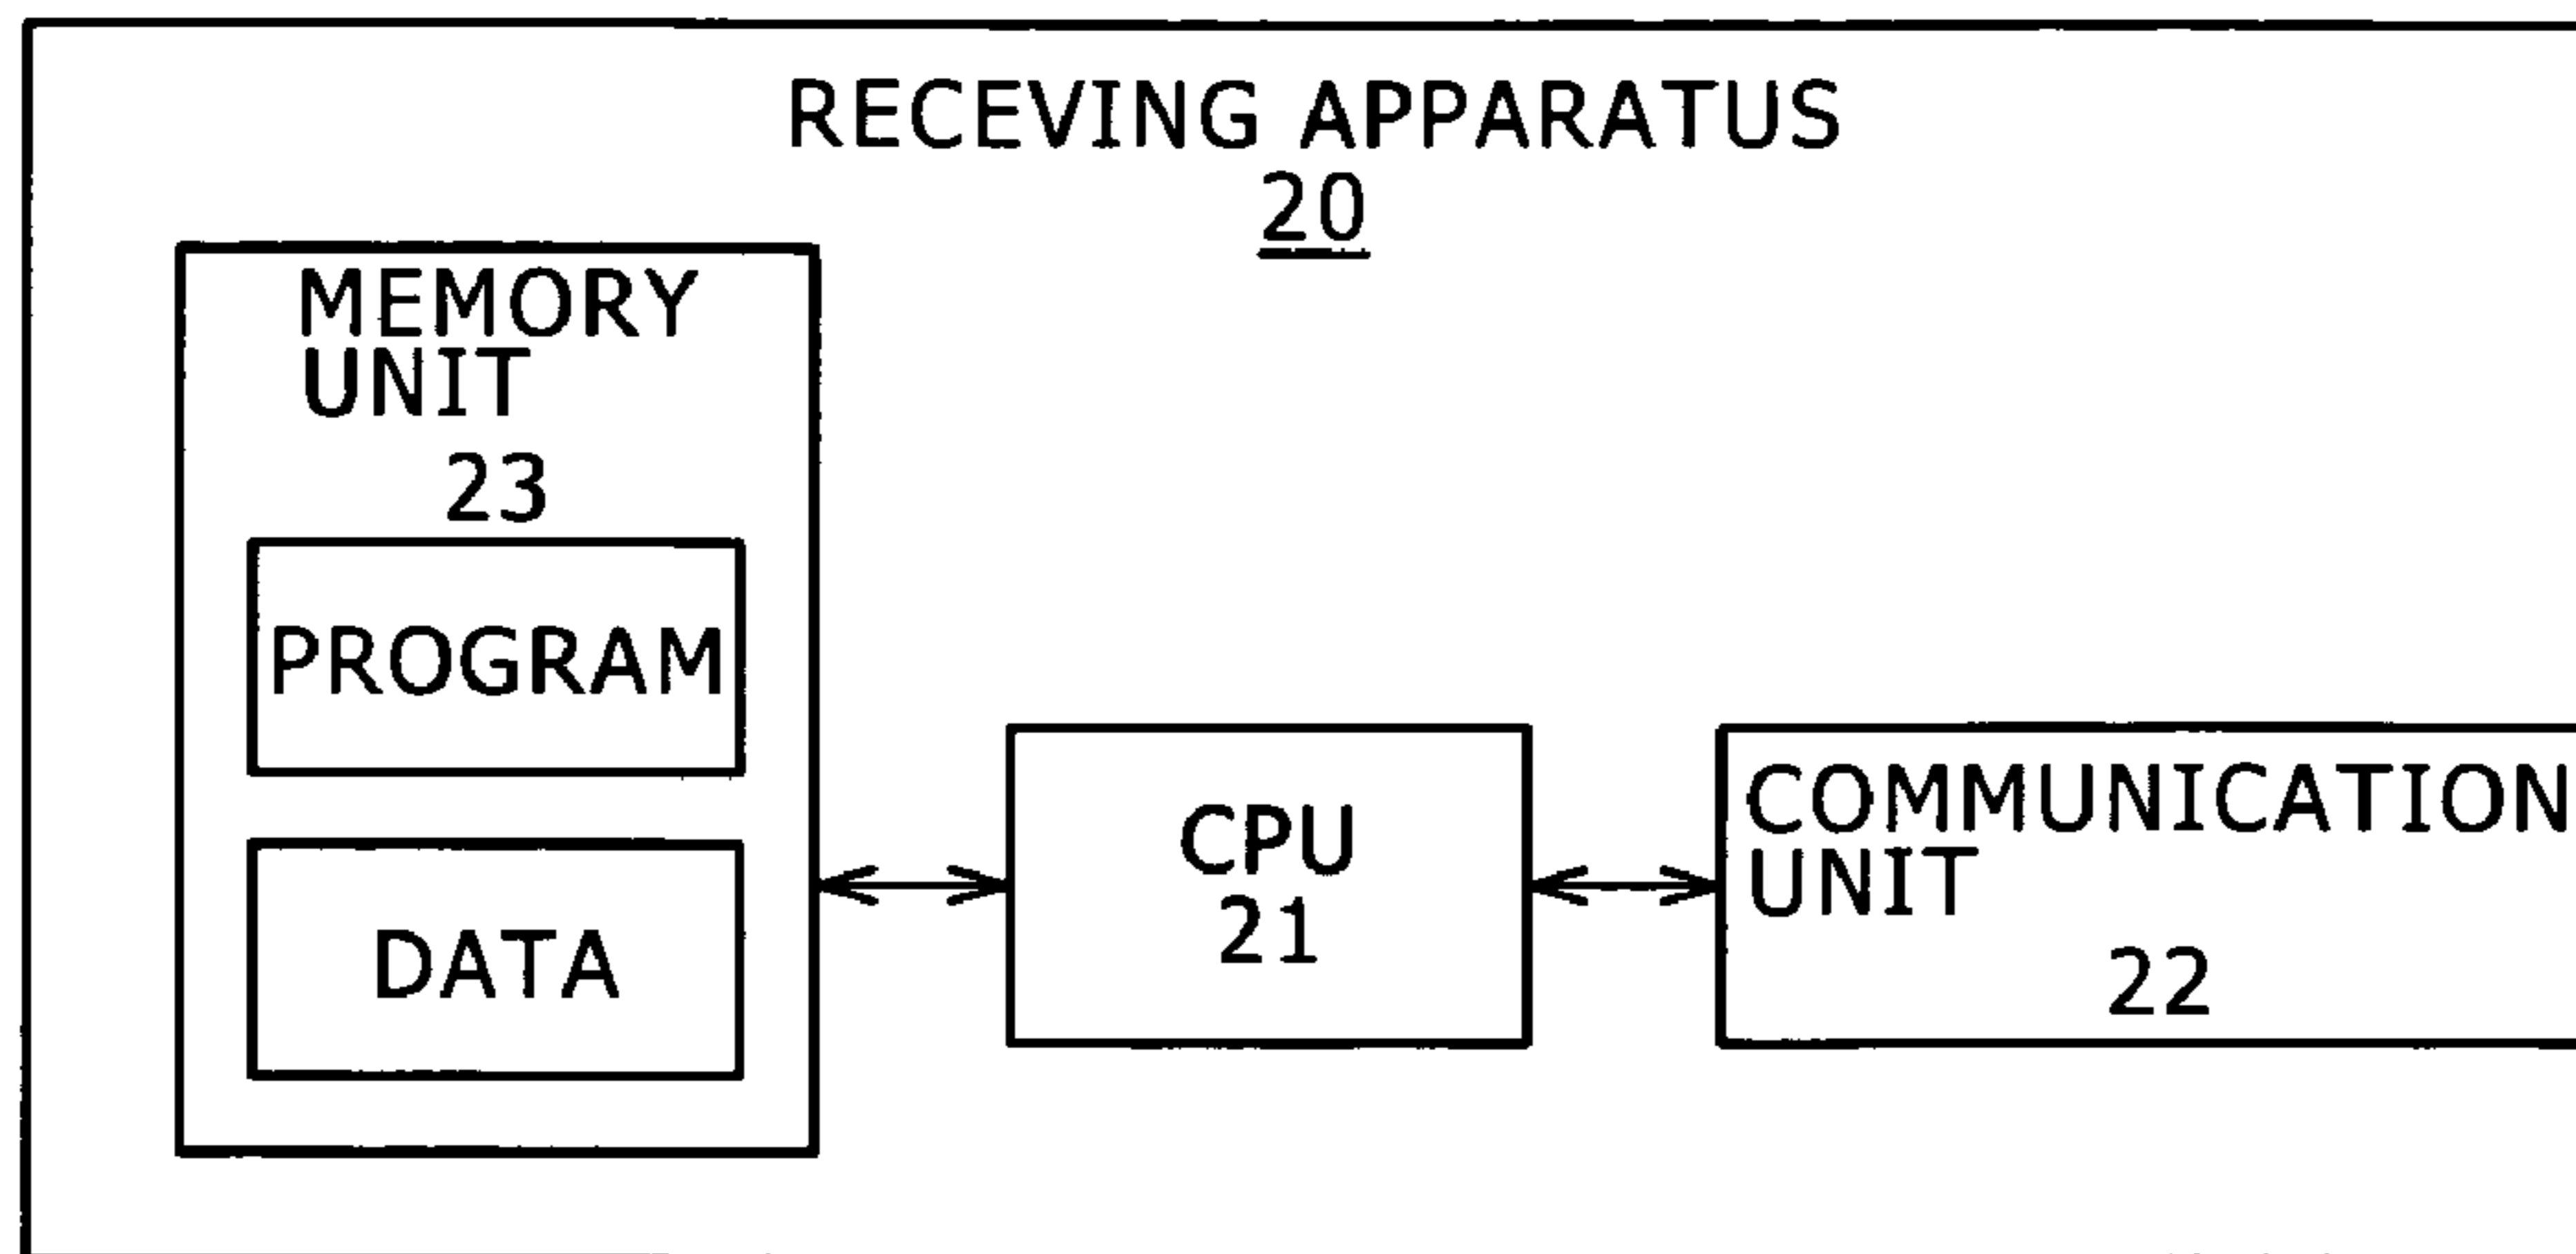 RECEVING APPARATUS
20
MEMORY
UNIT
23
PROGRAM
DATA
CPU
21
COMMUNICATION
UNIT
22